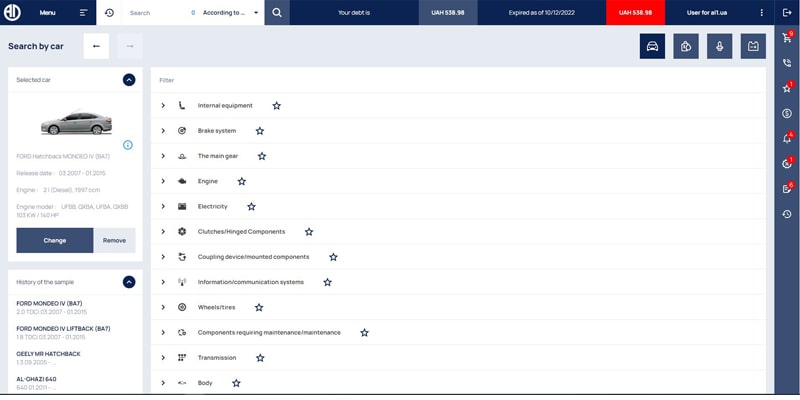 AD
Menu
Search
0
According to ...
Your debt is
UAH 538.98
Expired as of 10/12/2022
UAH 538.98
User for ai1.ua
Search by car
Selected car
FORD Hatchback MONDEO IV (BA7)
Release date : 03.2007 - 01.2015
Engine : 2 l (Diesel), 1997 ccm
Engine model : UFBB, QXBA, UFBA, QXBB
103 KW / 140 HP
Change
Remove
History of the sample
FORD MONDEO IV (BA7)
2.0 TDCi 03.2007 - 01.2015
FORD MONDEO IV LIFTBACK (BA7)
1.8 TDCi 03.2007 - 01.2015
GEELY MR HATCHBACK
1.3 09.2005 - ...
AL-GHAZI 640
640 01.2011 - ...
Filter
Internal equipment
Brake system
The main gear
Engine
Electricity
Clutches/Hinged Components
Coupling device/mounted components
Information/communication systems
Wheels/tires
Components requiring maintenance/maintenance
Transmission
Body
9
1
4
1
6